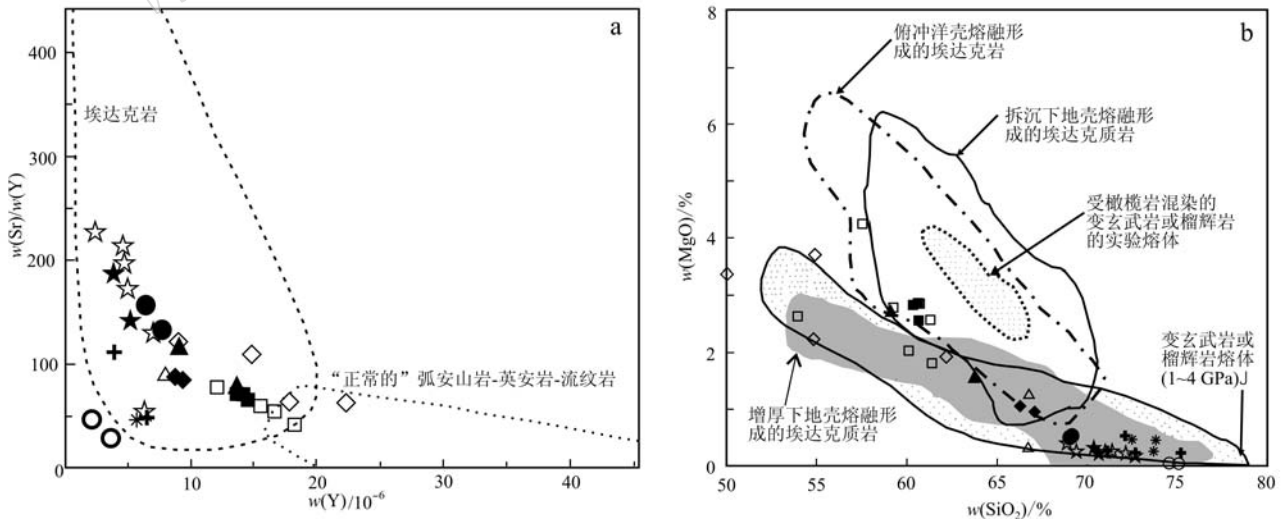 a
400
300
200
100
0
w(Sr)/w(Y)
埃达克岩
“正常的”弧安山岩-英安岩-流纹岩
0
10
20
30
40
w(Y)/10⁻⁶
b
8
6
4
2
0
w(MgO)/%
俯冲洋壳熔融形
成的埃达克岩
拆沉下地壳熔融形
成的埃达克质岩
受橄榄岩混染的
变玄武岩或榴辉岩
的实验熔体
变玄武岩或
榴辉岩熔体
(1~4 GPa)
增厚下地壳熔融形
成的埃达克质岩
50
60
70
80
w(SiO₂)/%